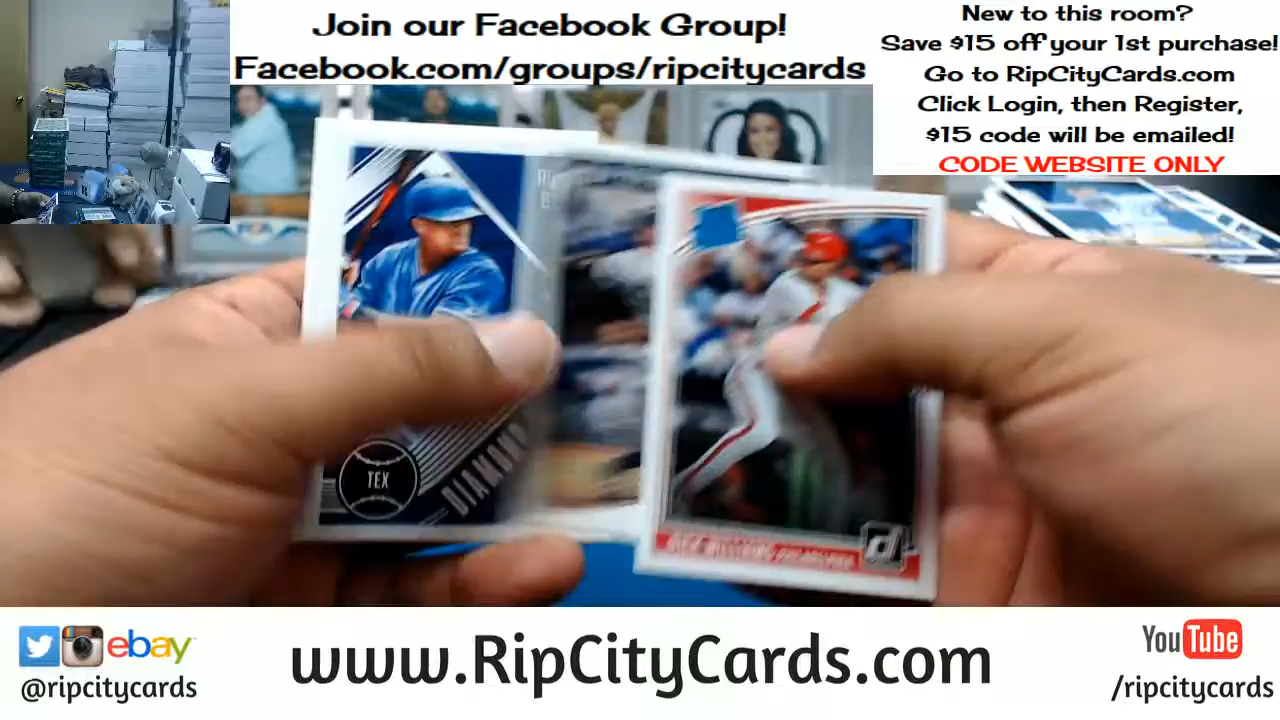 Join our Facebook Group!
Facebook.com/groups/ripcitycards
New to this room?
Save $15 off your 1st purchase!
Go to RipCityCards.com
Click Login, then Register,
$15 code will be emailed!
CODE WEBSITE ONLY
TEX
DIAMOND
WILLIAMS
d
ebay
@ripcitycards
www.RipCityCards.com
YouTube
/ripcitycards